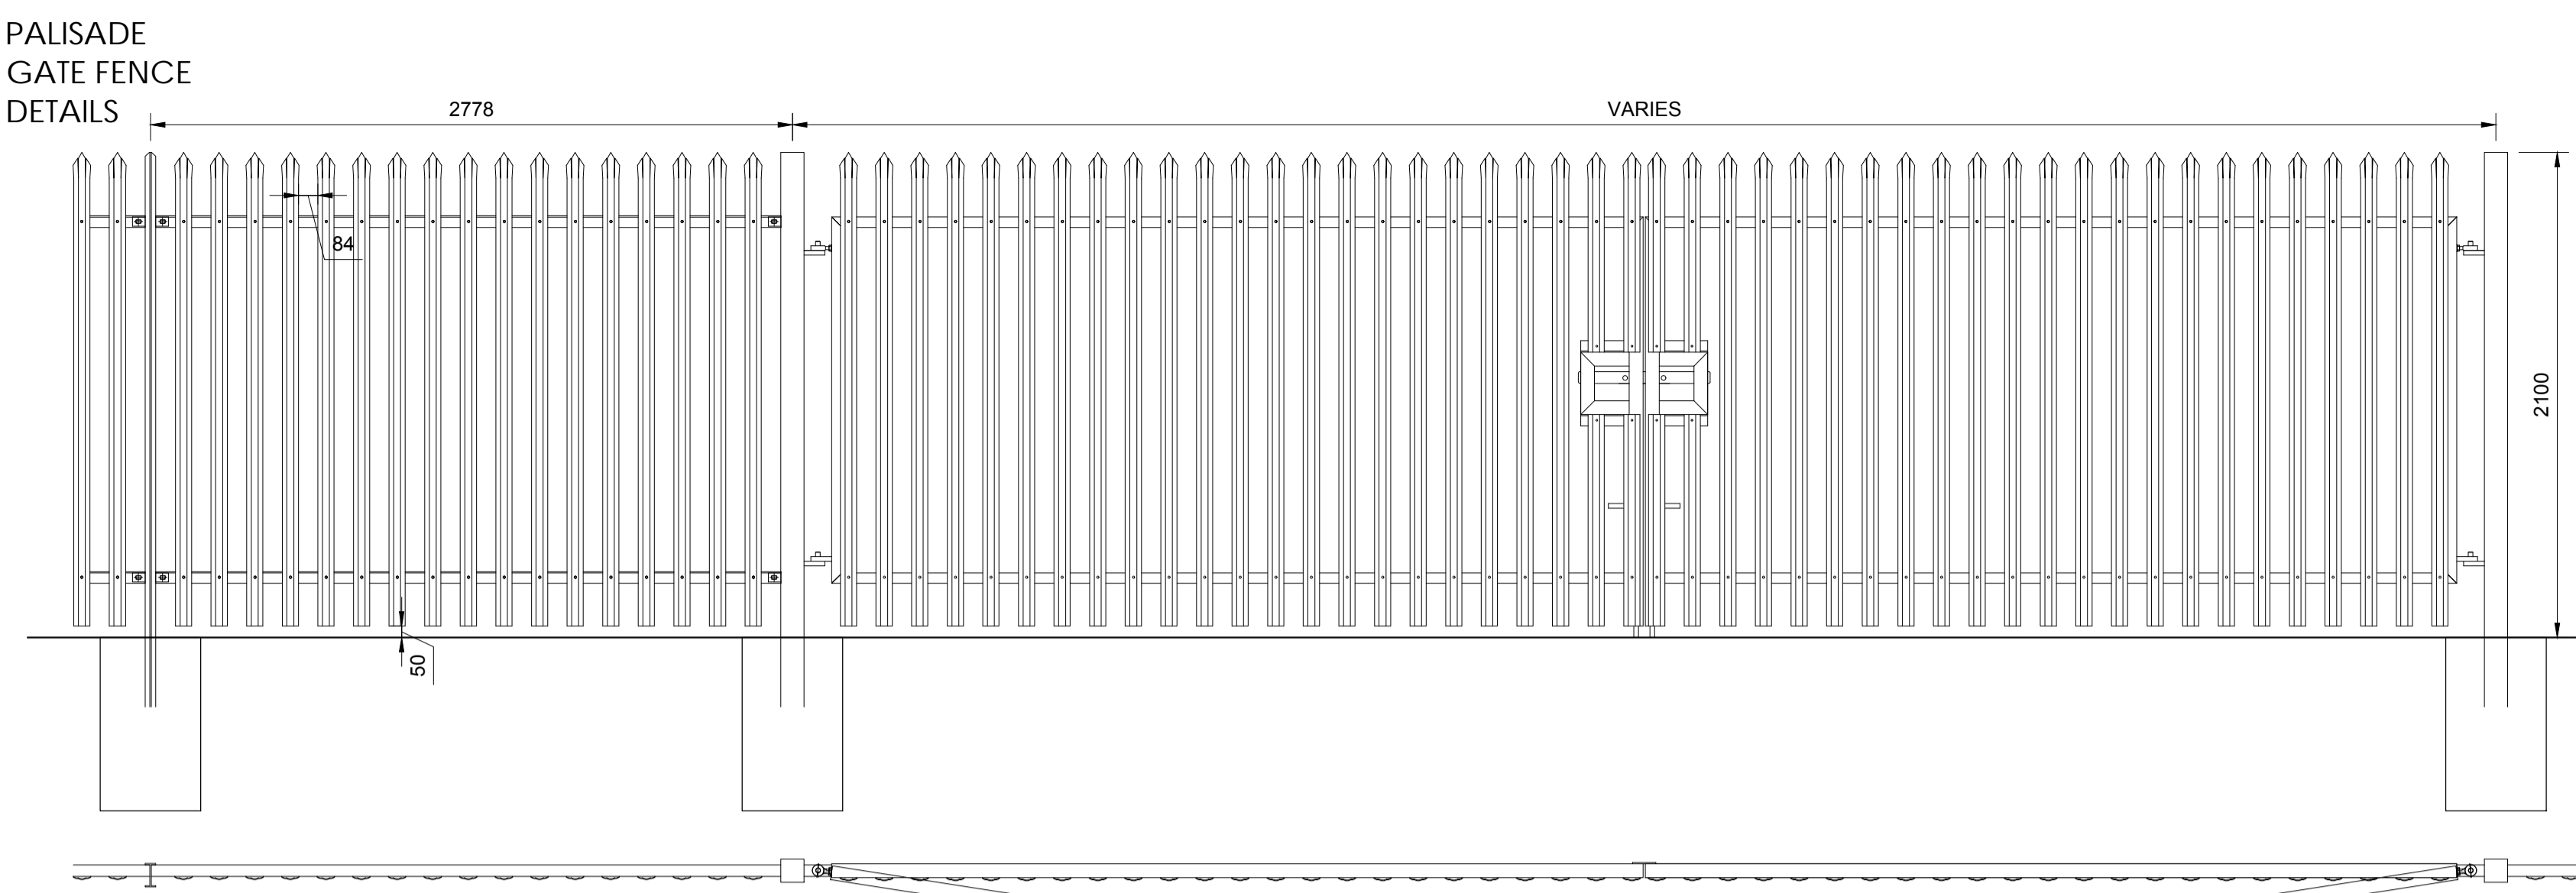 PALISADE
GATE FENCE
DETAILS
2778
VARIES
84
2100
50